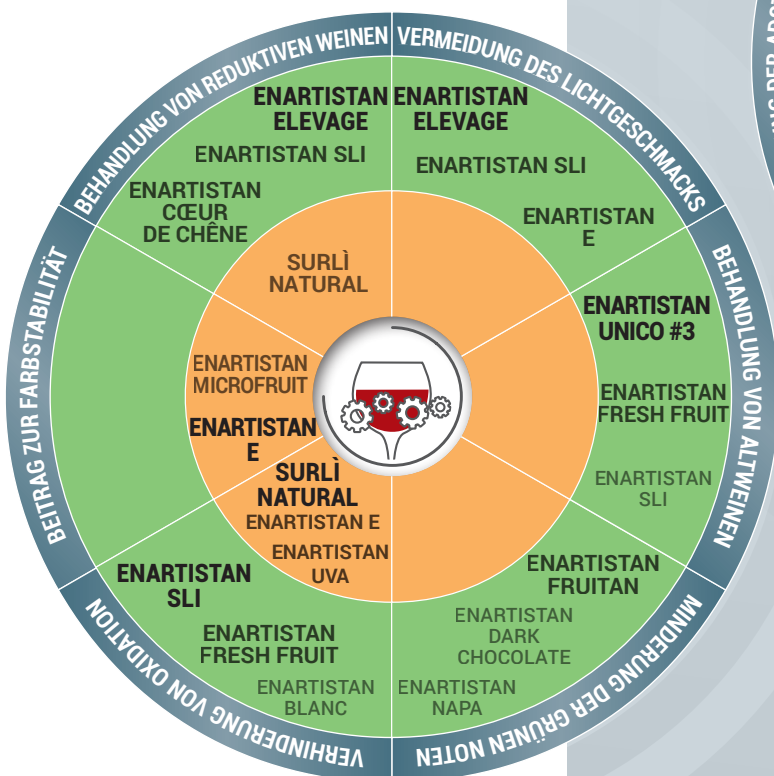 BEHANDLUNG VON REDUKTIVEN WEINEN
ENARTISTAN
ELEVAGE
ENARTISTAN SLI
ENARTISTAN
CŒUR
DE CHÊNE
SURLÌ
NATURAL
VERMEIDUNG DES LICHTGESCHMACKS
ENARTISTAN
ELEVAGE
ENARTISTAN SLI
ENARTISTAN
E
BEHANDLUNG VON ALTWEINEN
ENARTISTAN
UNICO #3
ENARTISTAN
FRESH FRUIT
ENARTISTAN
SLI
MINDERUNG DER GRÜNEN NOTEN
ENARTISTAN
FRUITAN
ENARTISTAN
DARK
CHOCOLATE
ENARTISTAN
NAPA
VERHINDERUNG VON OXIDATION
SURLÌ
NATURAL
ENARTISTAN E
ENARTISTAN
UVA
ENARTISTAN
SLI
ENARTISTAN
FRESH FRUIT
ENARTISTAN
BLANC
BEITRAG ZUR FARBSTABILITÄT
ENARTISTAN
MICROFRUIT
ENARTISTAN
E
DER